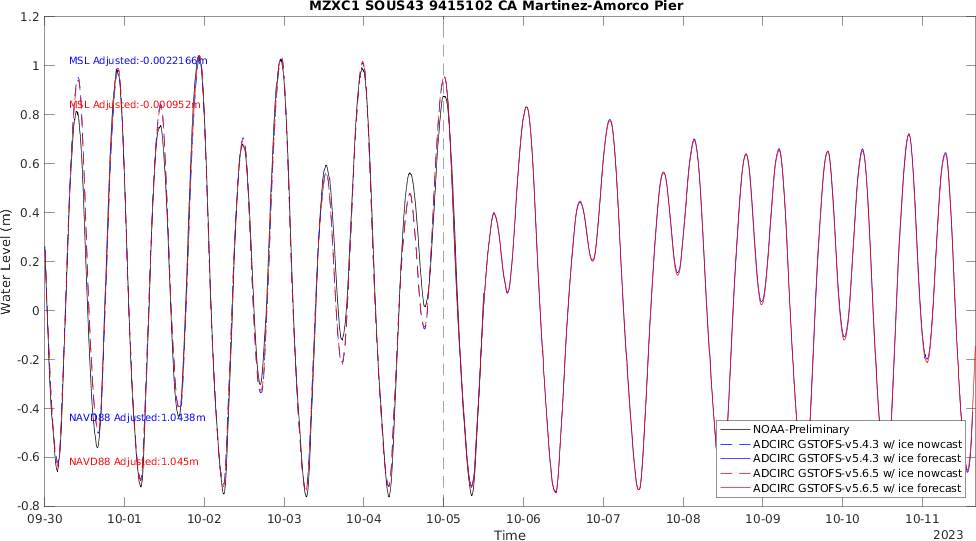 MZXC1 SOUS43 9415102 CA Martinez-Amorco Pier
1.2
1
0.8
0.6
0.4
0.2
0
-0.2
-0.4
-0.6
-0.8
Water Level (m)
MSL Adjusted:-0.0022166m
MSL Adjusted:-0.000952m
NAVD88 Adjusted:1.0438m
NAVD88 Adjusted:1.045m
NOAA-Preliminary
ADCIRC GSTOFS-v5.4.3 w/ ice nowcast
ADCIRC GSTOFS-v5.4.3 w/ ice forecast
ADCIRC GSTOFS-v5.6.5 w/ ice nowcast
ADCIRC GSTOFS-v5.6.5 w/ ice forecast
09-30 10-01 10-02 10-03 10-04 10-05 10-06 10-07 10-08 10-09 10-10 10-11
Time
2023